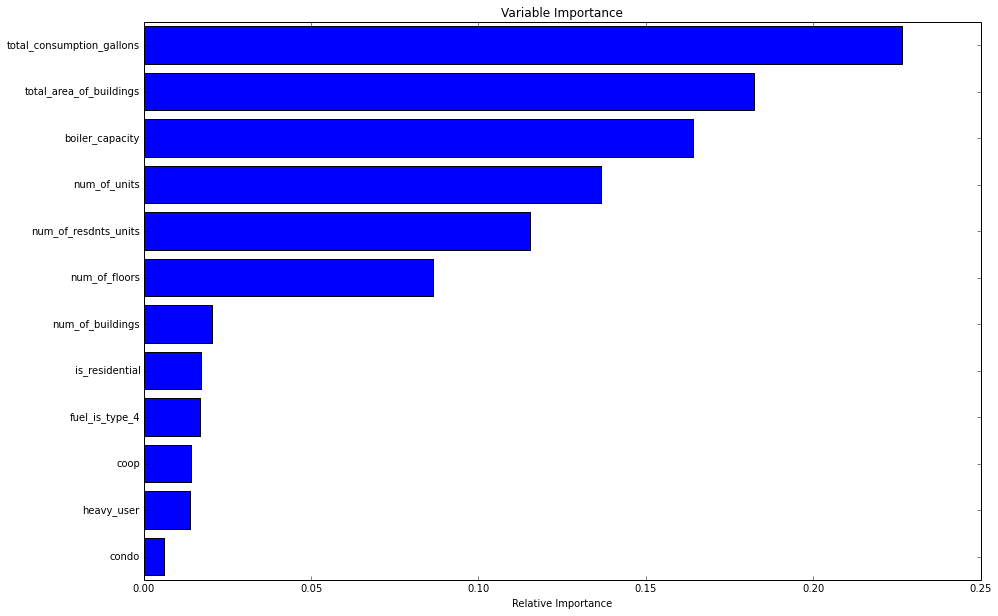 Variable Importance
total_consumption_gallons
total_area_of_buildings
boiler_capacity
num_of_units
num_of_resdnts_units
num_of_floors
num_of_buildings
is_residential
fuel_is_type_4
coop
heavy_user
condo
0.00 0.05 0.10 0.15 0.20 0.25
Relative Importance